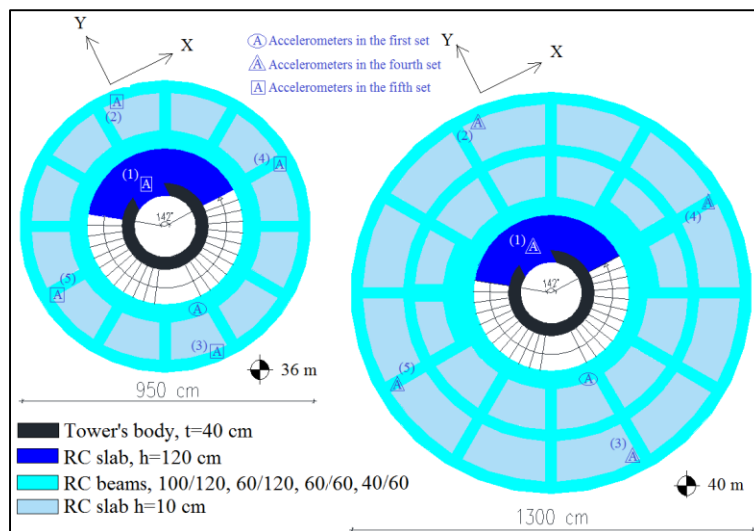 Y
X
A Accelerometers in the first set
A Accelerometers in the fourth set
A Accelerometers in the fifth set
Y
X
A
(2)
(4) A
(1) A
142°
(5)
A
A
(3) A
36 m
950 cm
(2) A
(4) A
(1) A
142°
(5)
A
A
(3) A
40 m
1300 cm
Tower's body, t=40 cm
RC slab, h=120 cm
RC beams, 100/120, 60/120, 60/60, 40/60
RC slab h=10 cm